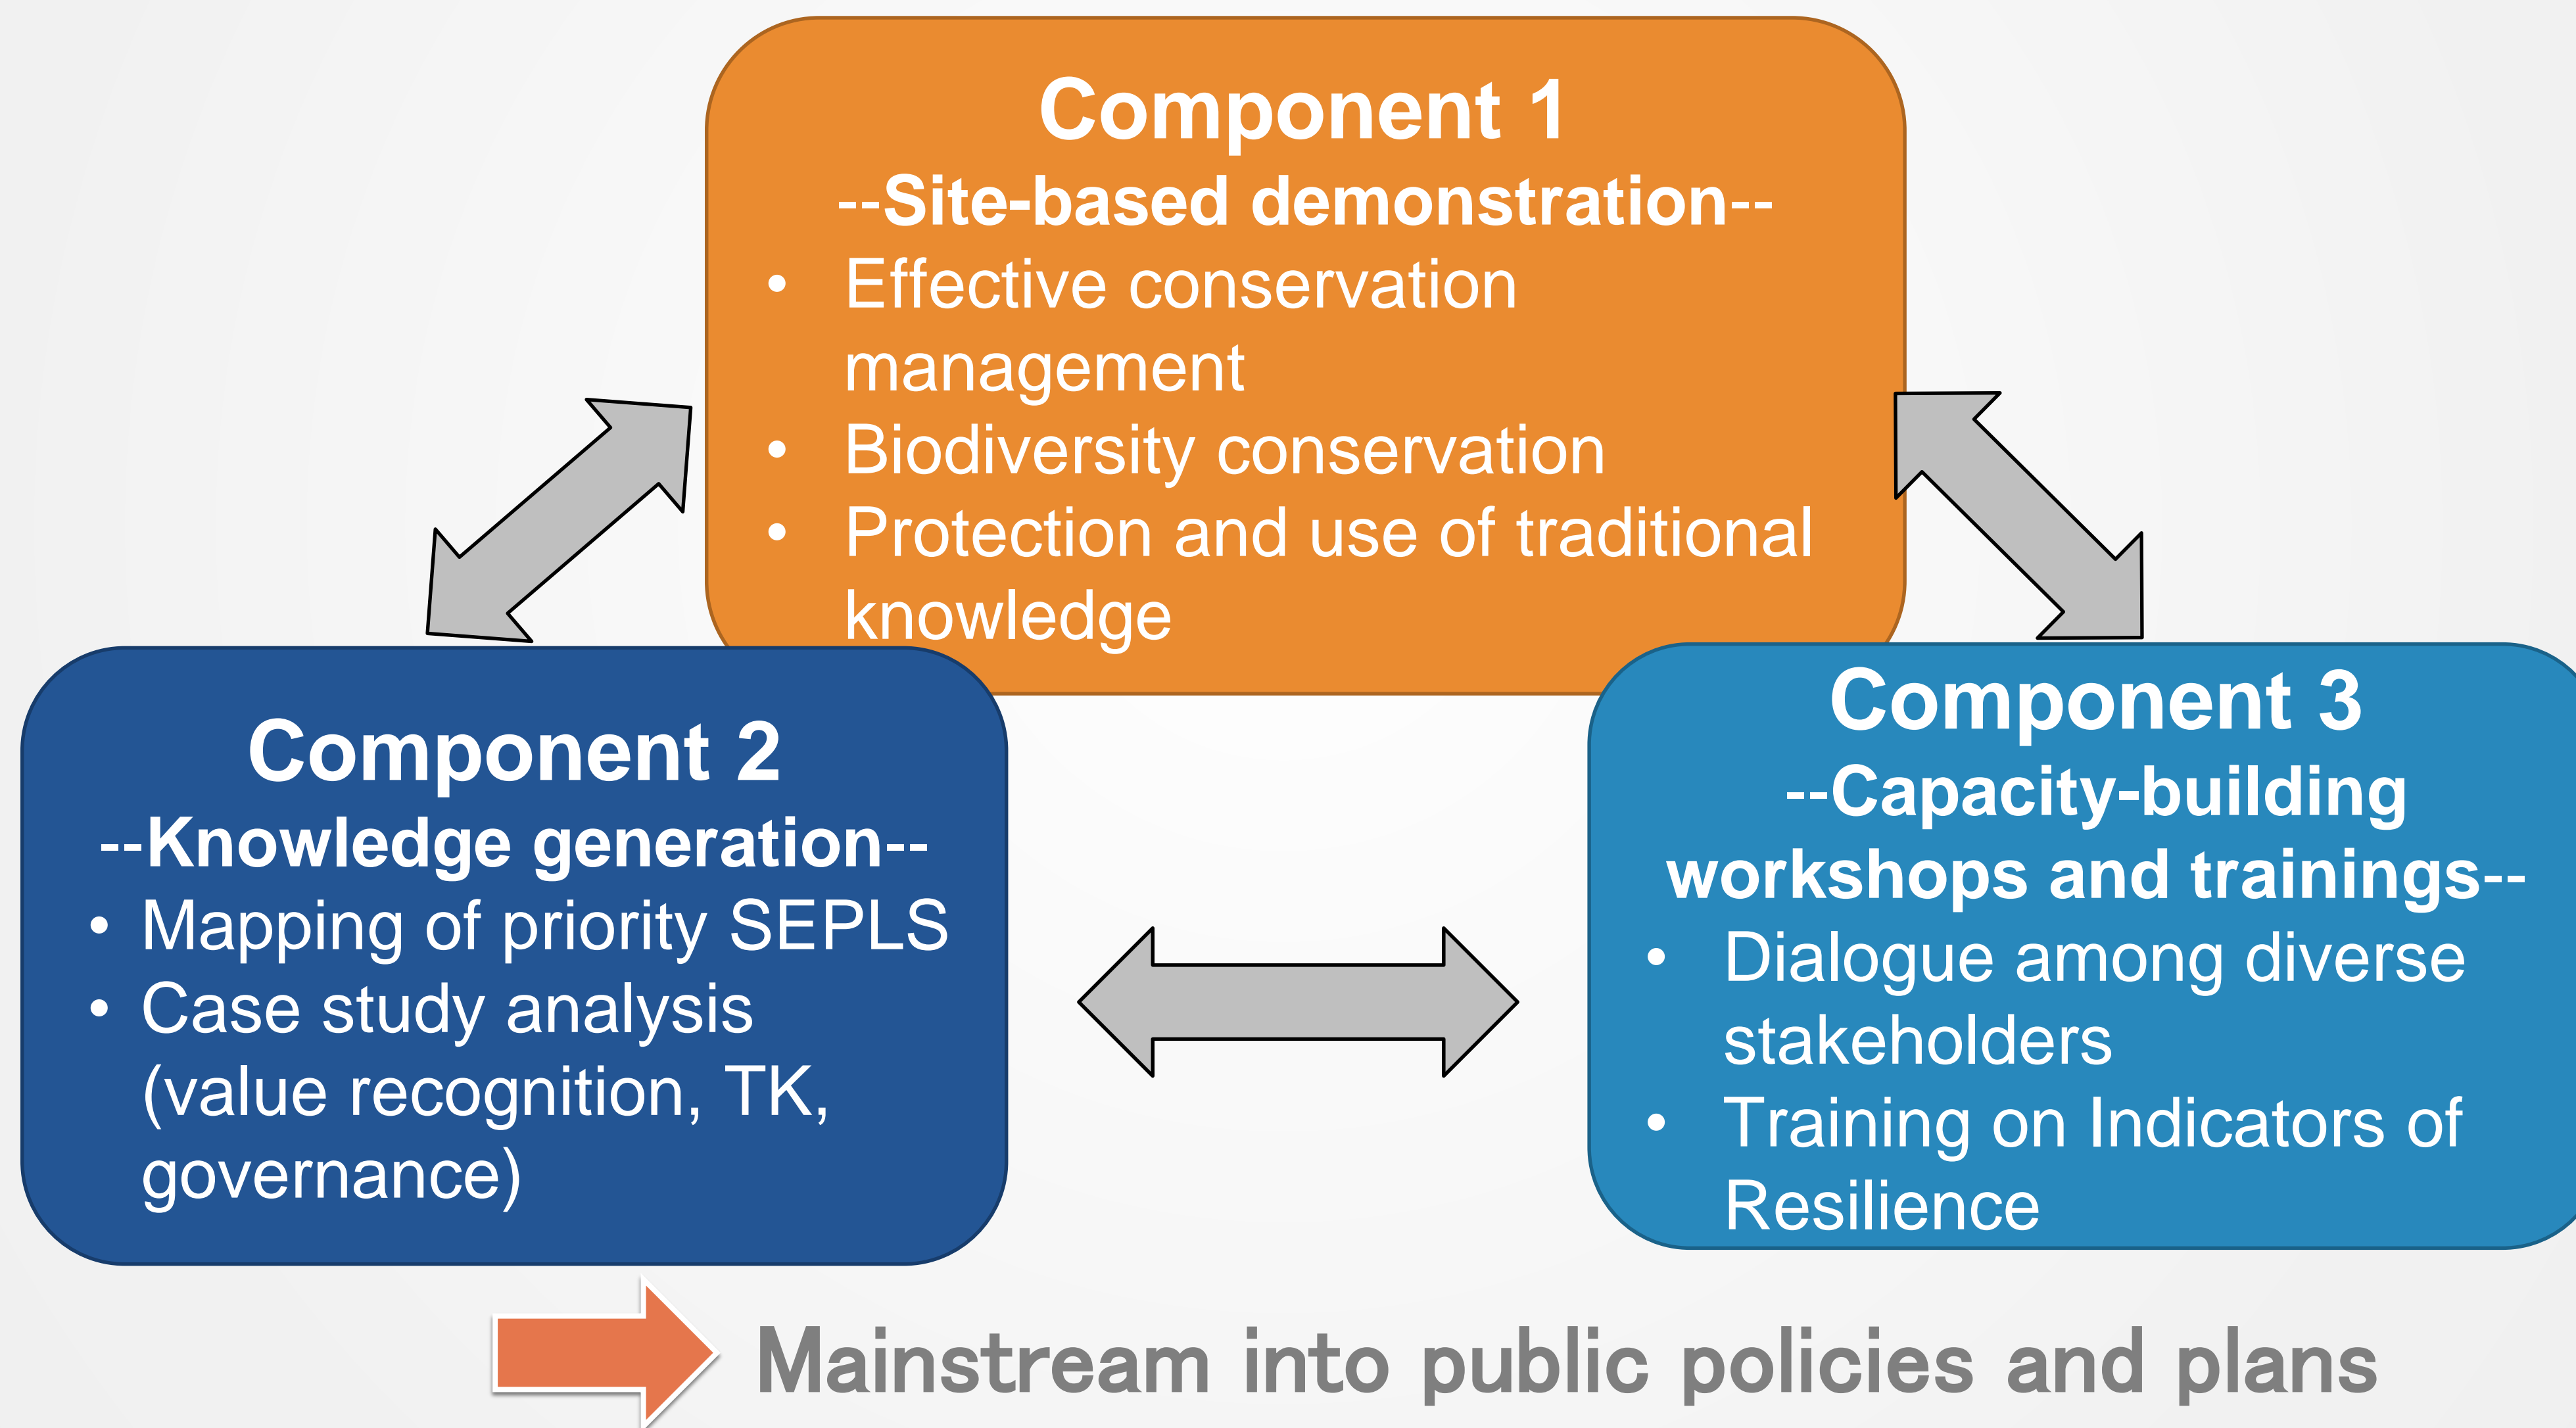 Component 1
--Site-based demonstration--
• Effective conservation
management
• Biodiversity conservation
• Protection and use of traditional
knowledge
Component 2
--Knowledge generation--
• Mapping of priority SEPLS
• Case study analysis
(value recognition, TK,
governance)
Component 3
--Capacity-building
workshops and trainings--
• Dialogue among diverse
stakeholders
• Training on Indicators of
Resilience
Mainstream into public policies and plans